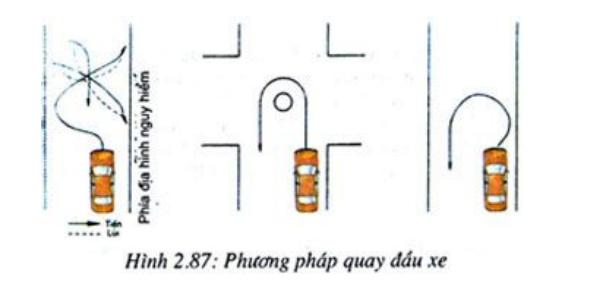 Phía địa hình nguy hiểm
Tiến
Lùi
Hình 2.87: Phương pháp quay đầu xe